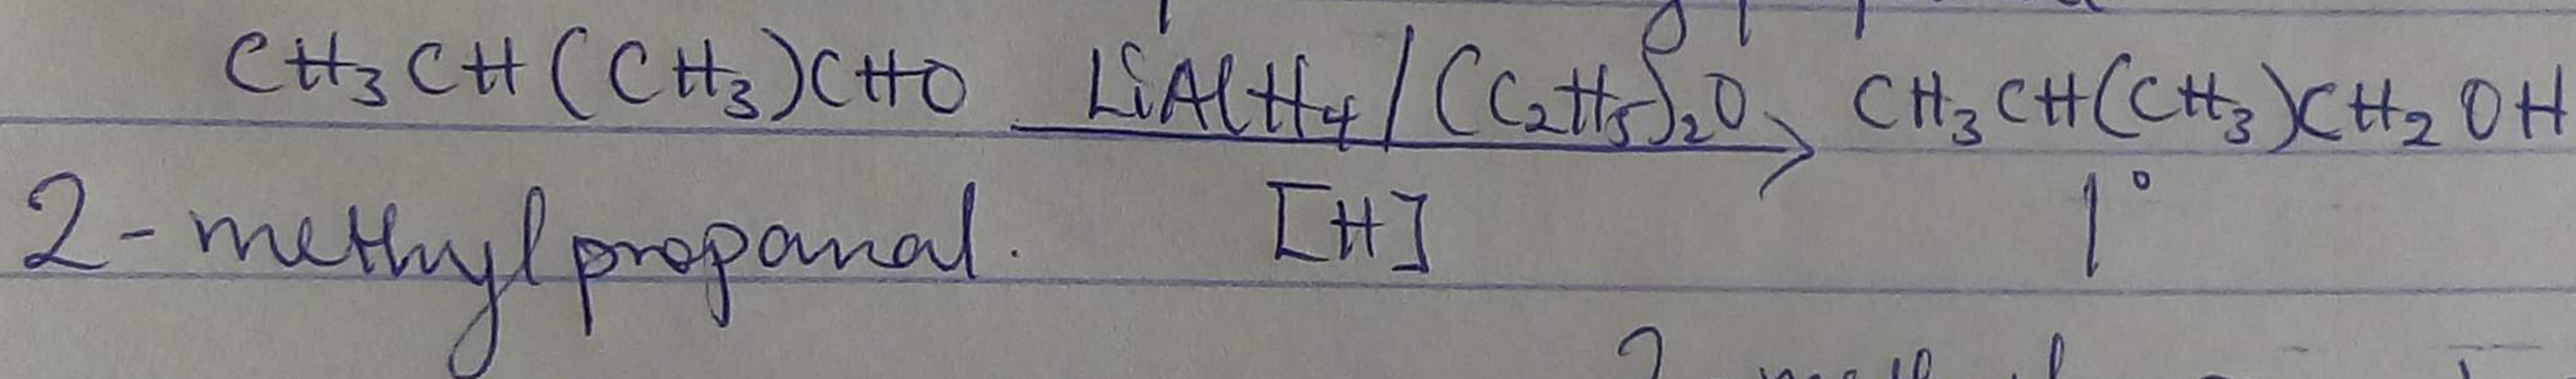 CH₃CH(CH₃)CHO LiAlH₄/(C₂H₅)₂O → CH₃CH(CH₃)CH₂OH
2-methylpropanal. [H] 1°